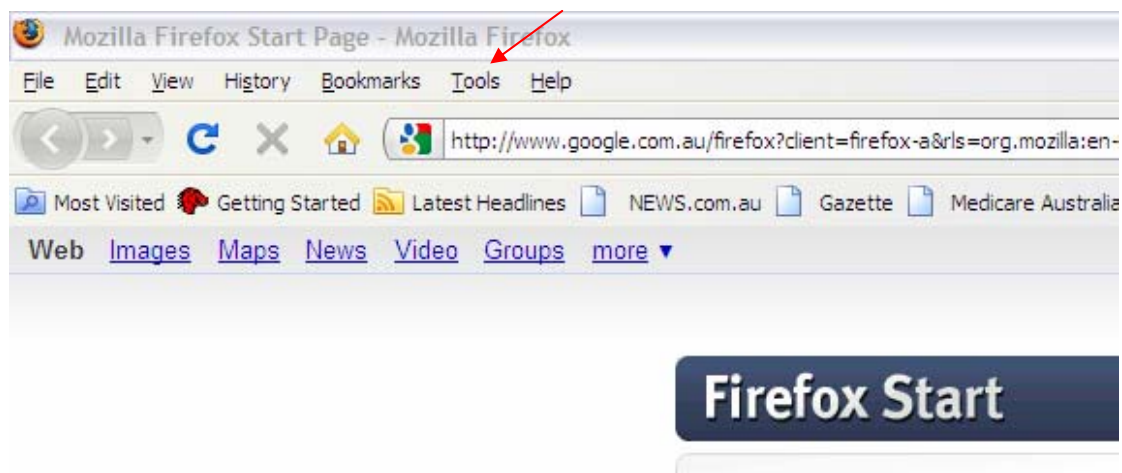 Mozilla Firefox Start Page - Mozilla Firefox
File Edit View History Bookmarks Tools Help
http://www.google.com.au/firefox?client=firefox-a&rls=org.mozilla:en-
Most Visited Getting Started Latest Headlines NEWS.com.au Gazette Medicare Australia
Web Images Maps News Video Groups more ▼
Firefox Start